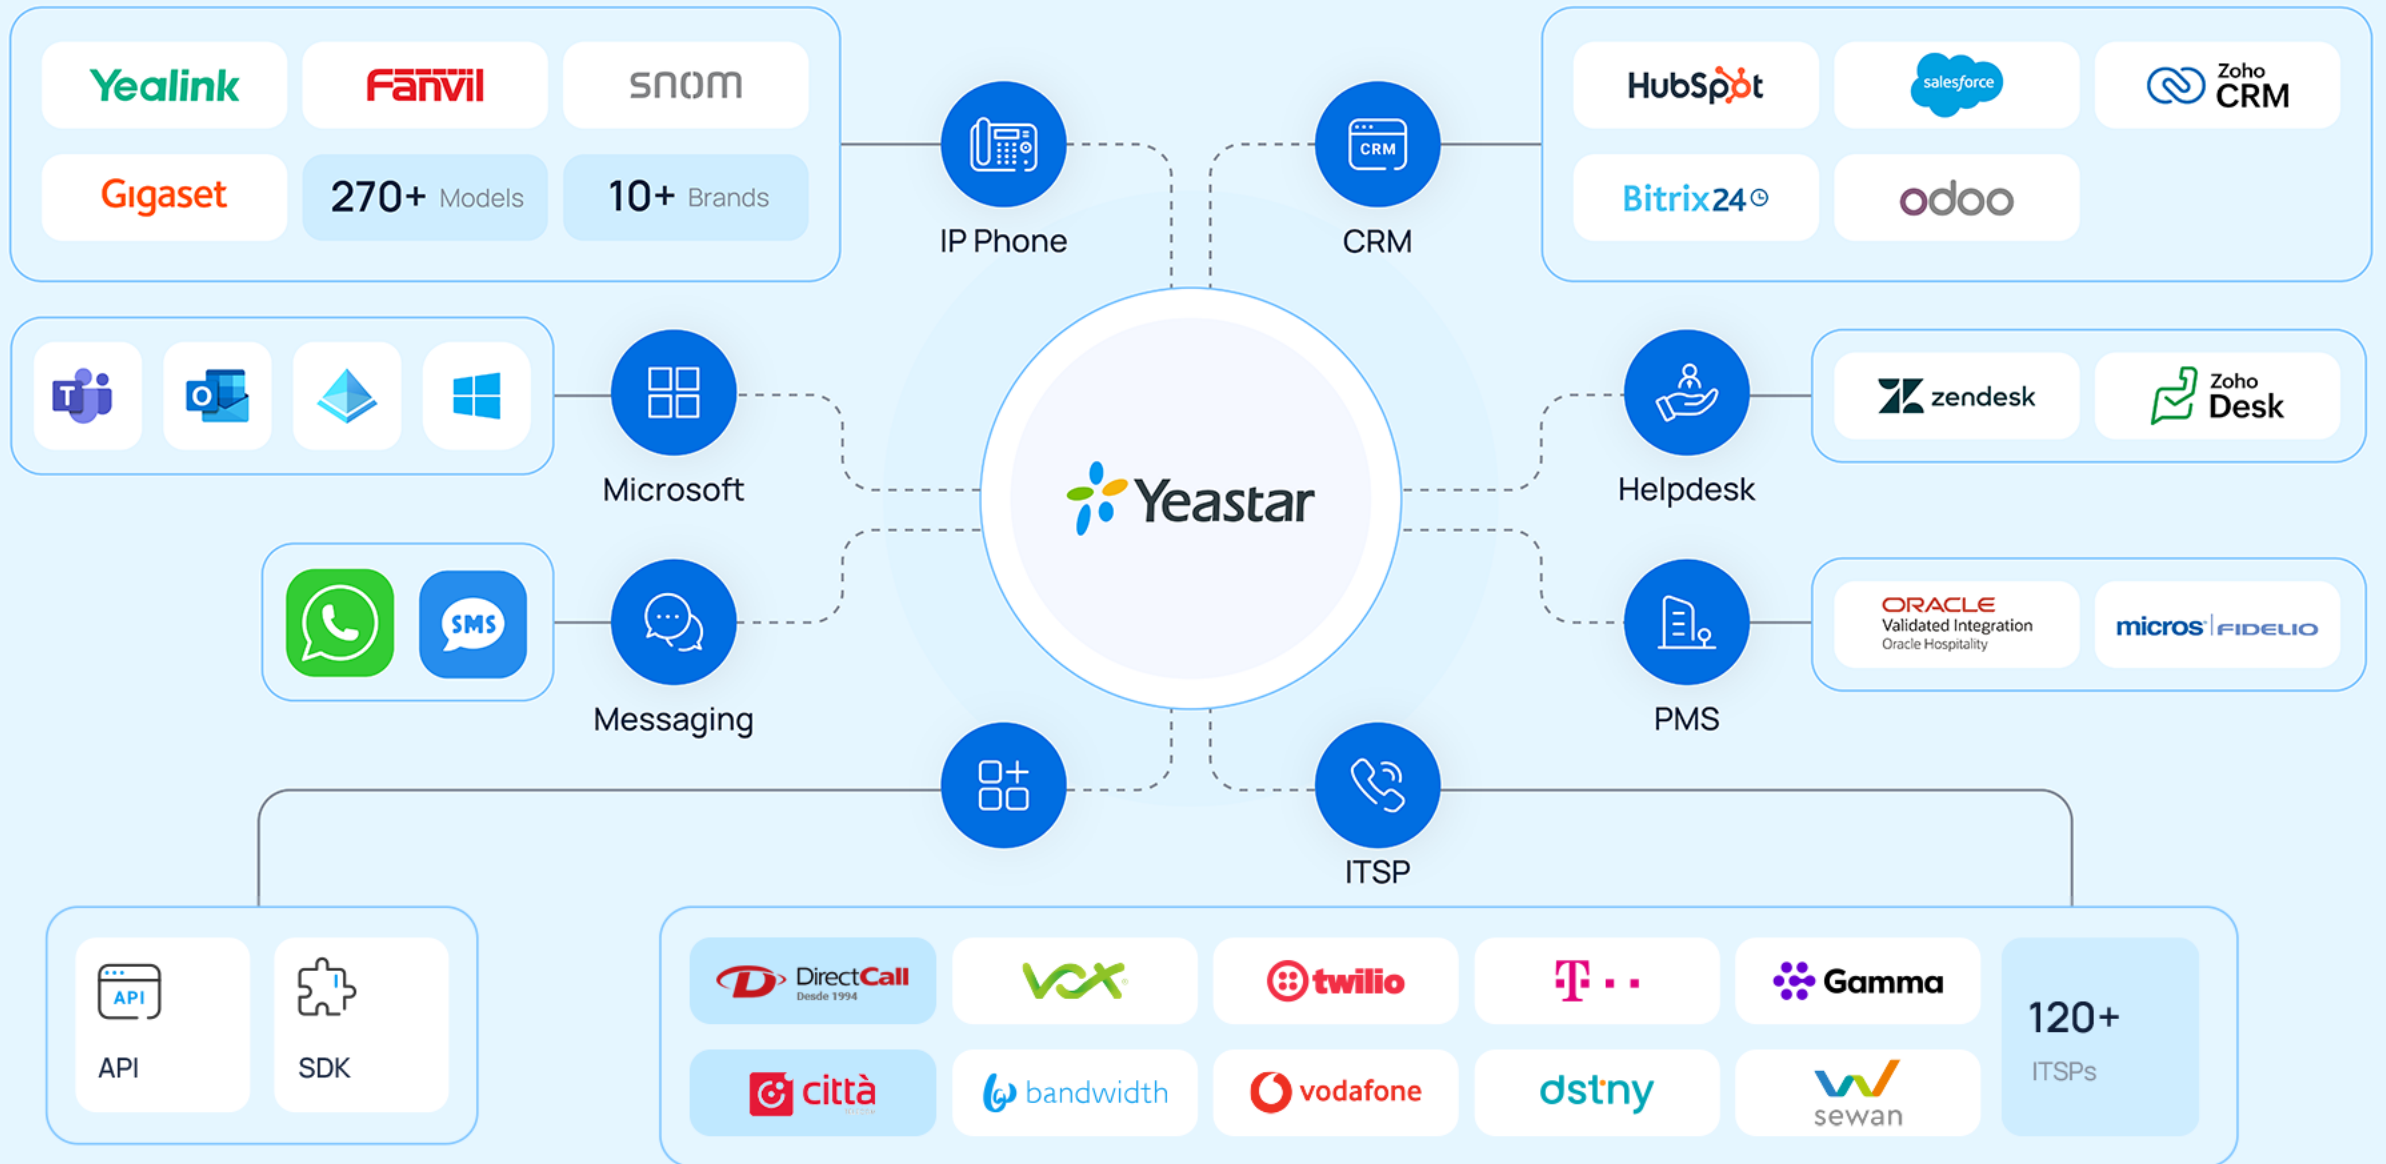 Yealink
Fanvil
snom
Gigaset
270+ Models
10+ Brands
IP Phone
CRM
CRM
HubSpot
salesforce
Zoho
CRM
Bitrix24
odoo
T
O
Microsoft
Yeastar
Helpdesk
zendesk
Zoho
Desk
SMS
Messaging
PMS
ORACLE
Validated Integration
Oracle Hospitality
micros FIDELIO
ITSP
API
API
SDK
DirectCall
Desde 1994
VOX
twilio
T
Gamma
120+
ITSPs
città
bandwidth
vodafone
dstny
sewan